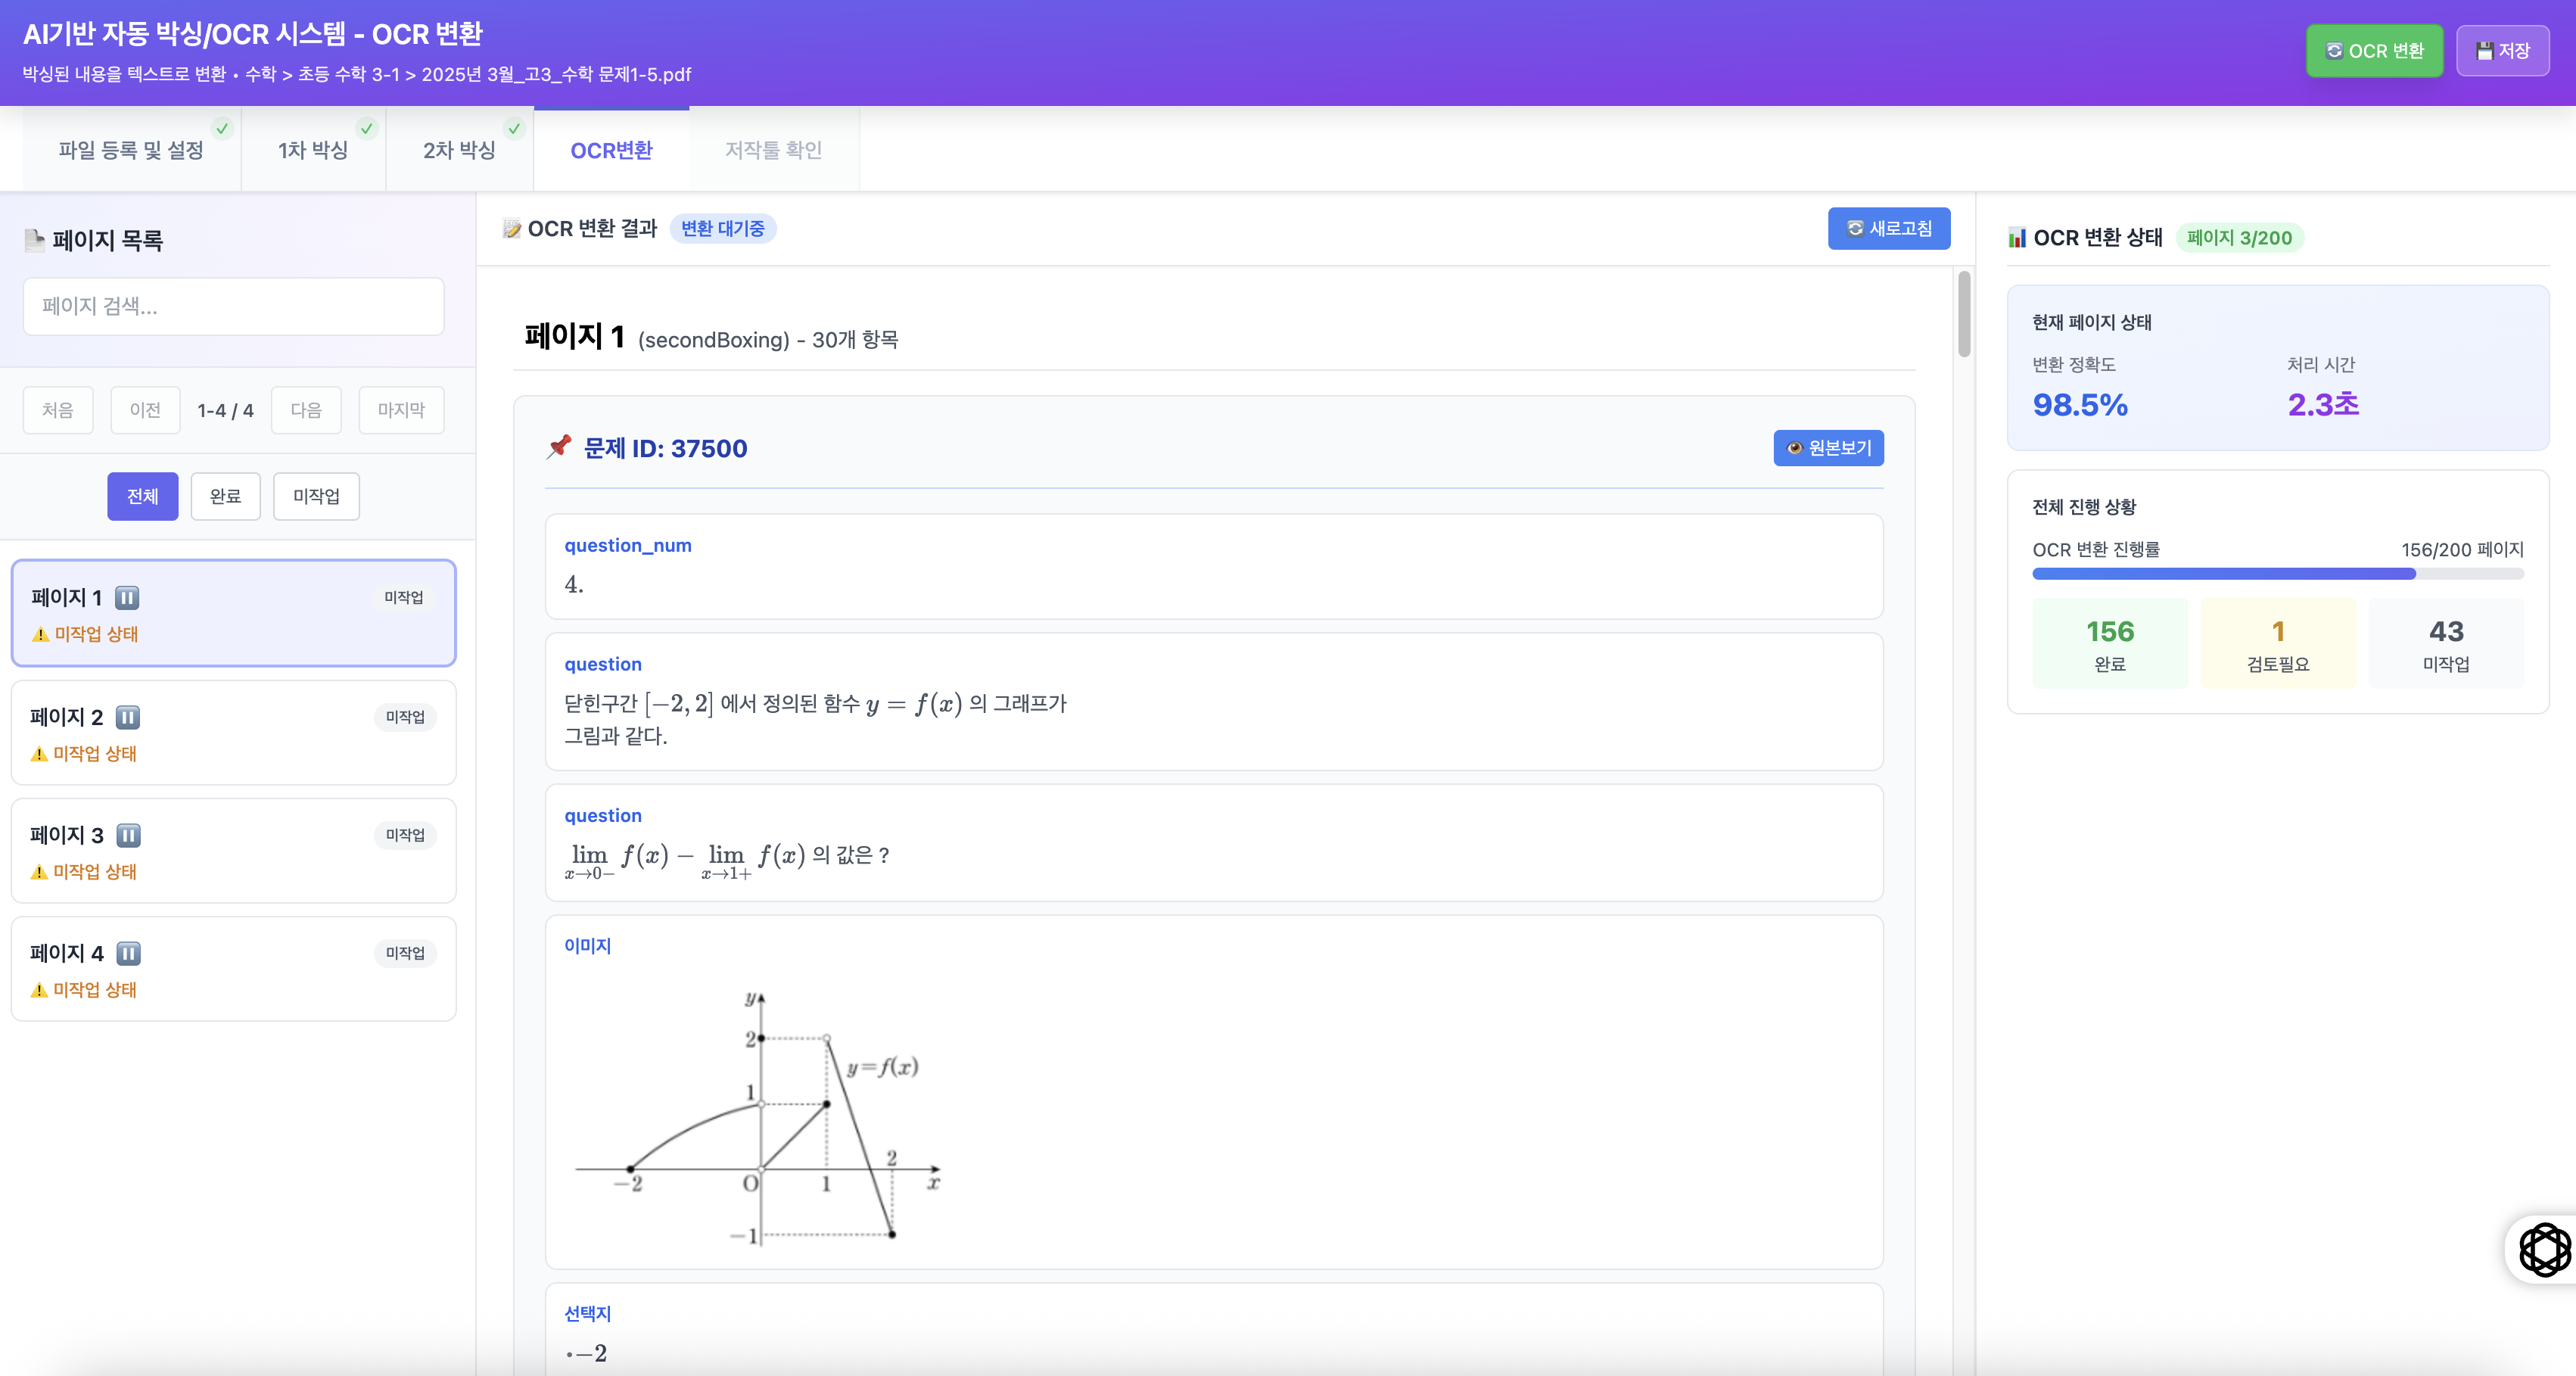 AI기반 자동 박싱/OCR 시스템 - OCR 변환
박싱된 내용을 텍스트로 변환 • 수학 > 초등 수학 3-1 > 2025년 3월_고3_수학 문제1-5.pdf
OCR 변환
저장
파일 등록 및 설정
1차 박싱
2차 박싱
OCR변환
저작툴 확인
페이지 목록
페이지 검색...
처음
이전
1-4 / 4
다음
마지막
전체
완료
미작업
페이지 1
미작업
미작업 상태
페이지 2
미작업
미작업 상태
페이지 3
미작업
미작업 상태
페이지 4
미작업
미작업 상태
OCR 변환 결과
변환 대기중
새로고침
페이지 1 (secondBoxing) - 30개 항목
문제 ID: 37500
원본보기
question_num
4.
question
닫힌구간 [−2, 2] 에서 정의된 함수 y = f(x) 의 그래프가
그림과 같다.
question
lim f(x) − lim f(x) 의 값은 ?
x→0− x→1+
이미지
y
2
y=f(x)
1
2
−2
O
1
x
−1
선택지
·−2
OCR 변환 상태
페이지 3/200
현재 페이지 상태
변환 정확도
98.5%
처리 시간
2.3초
전체 진행 상황
OCR 변환 진행률
156/200 페이지
156
완료
1
검토필요
43
미작업